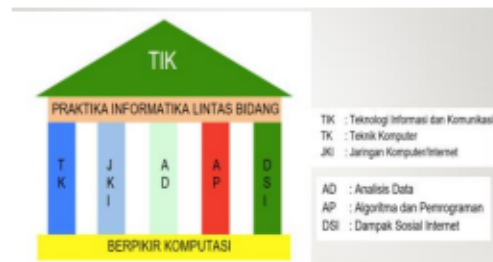 TIK
PRAKTIKA INFORMATIKA LINTAS BIDANG
TK
JKI
AD
AP
DSI
BERPIKIR KOMPUTASI
TIK : Teknologi Informasi dan Komunikasi
TK : Teknik Komputer
JKI : Jaringan Komputer/Internet
AD : Analisis Data
AP : Algoritma dan Pemrograman
DSI : Dampak Sosial Internet